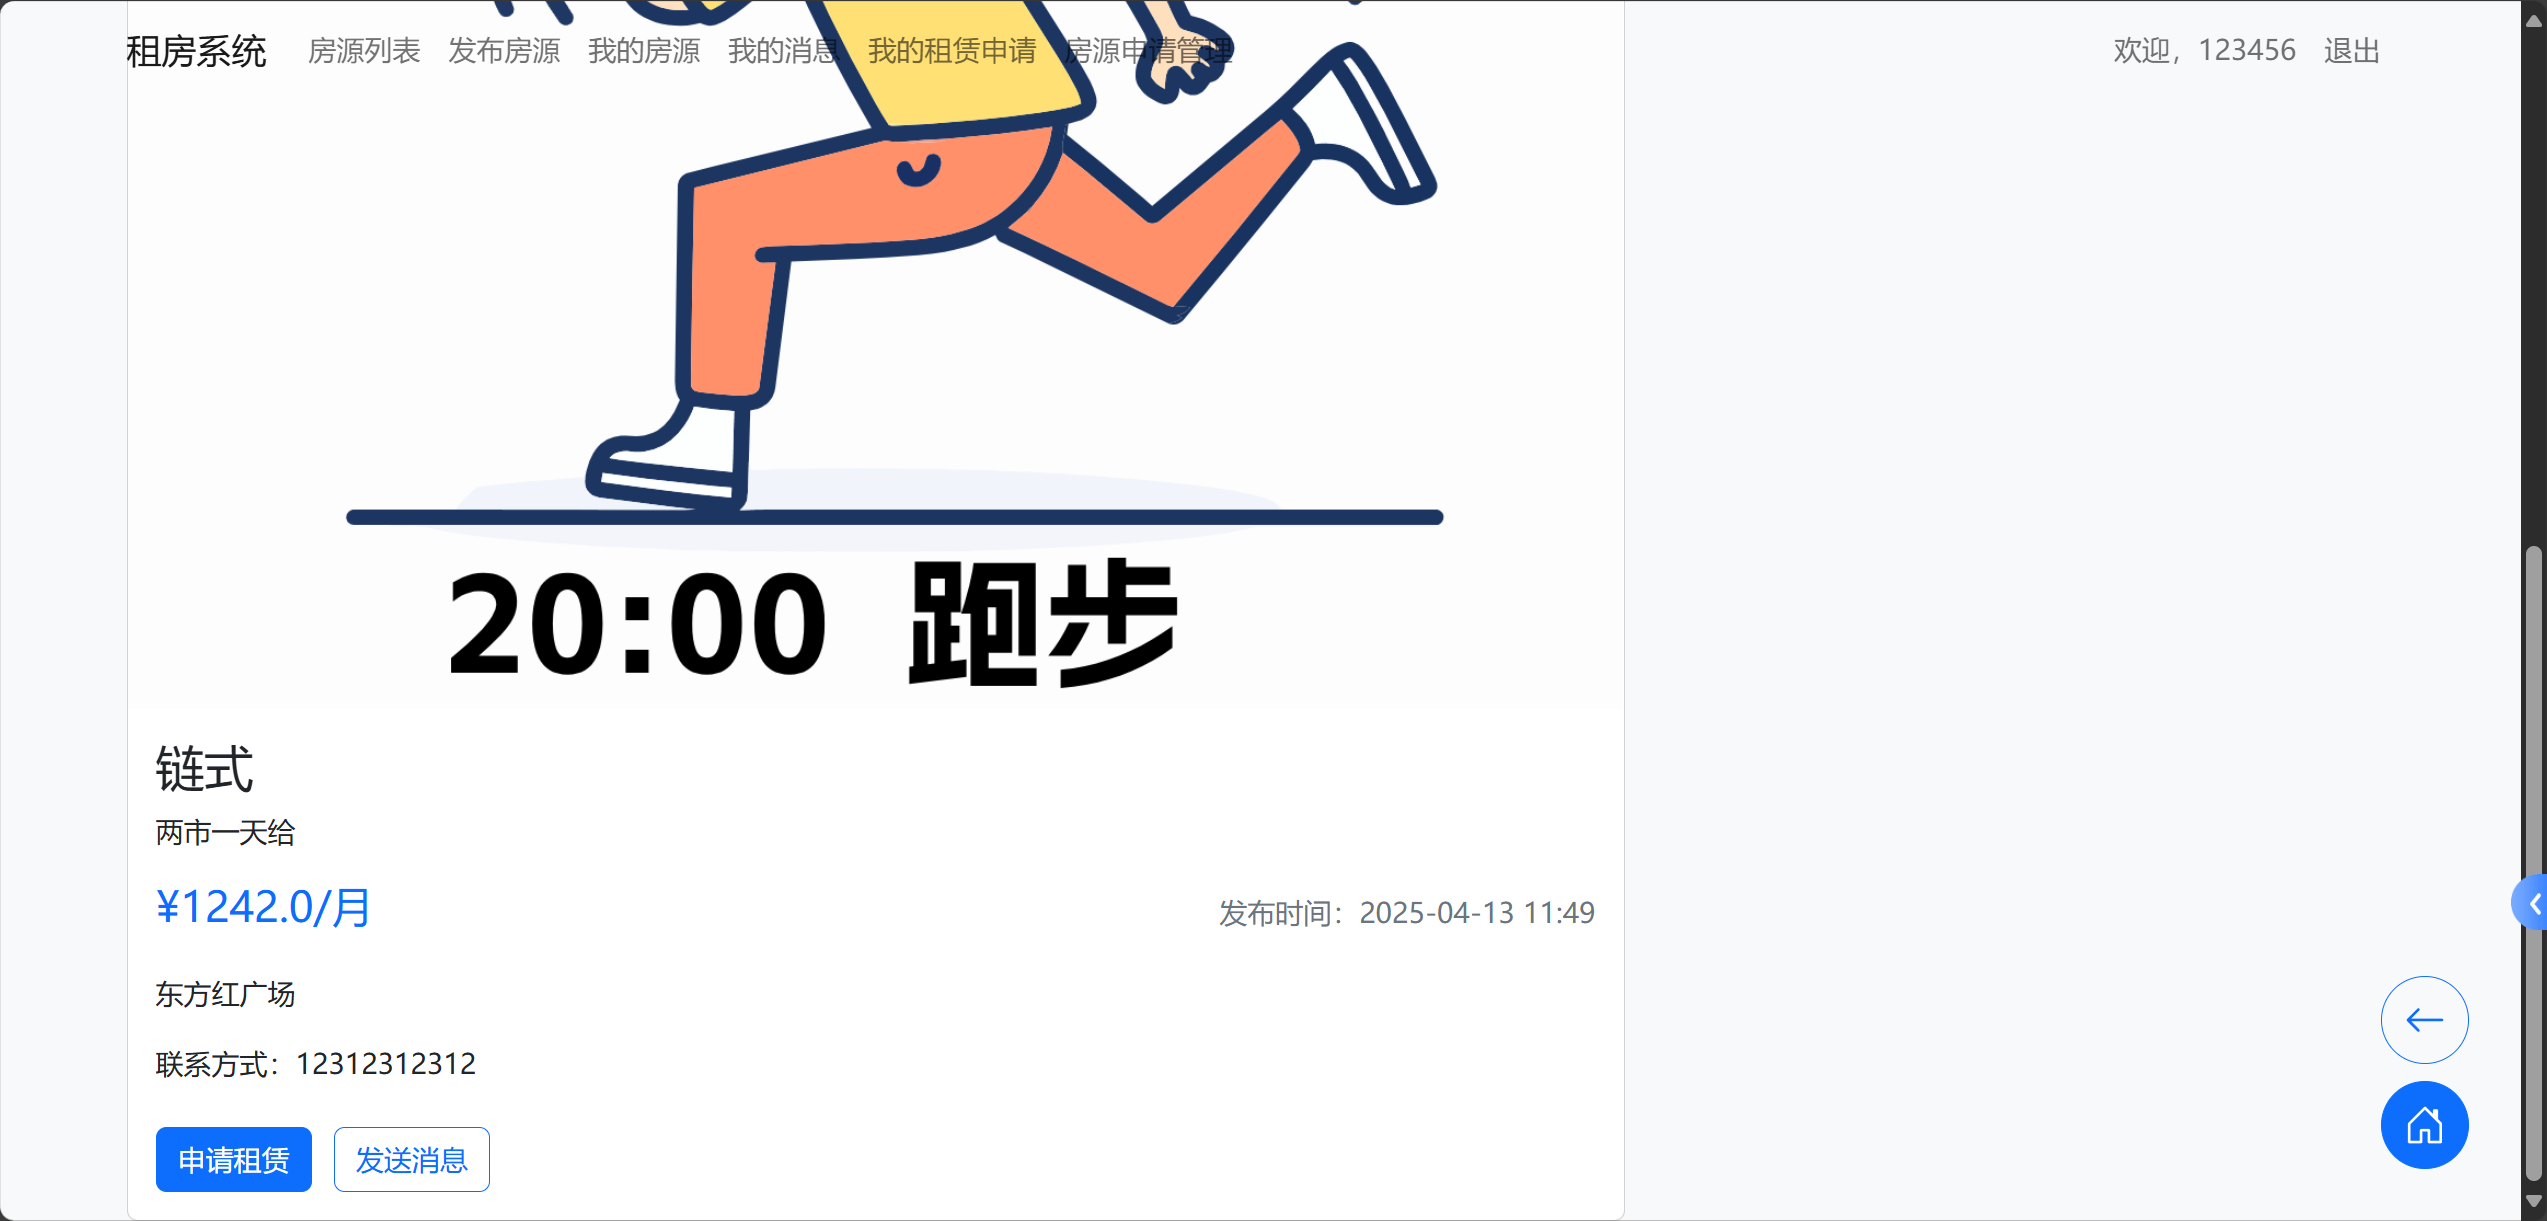 租房系统 房源列表 发布房源 我的房源 我的消息 我的租赁申请 房源申请管理 欢迎，123456 退出
20:00 跑步
链式
两市一天给
¥1242.0/月 发布时间：2025-04-13 11:49
东方红广场
联系方式：12312312312
申请租赁 发送消息